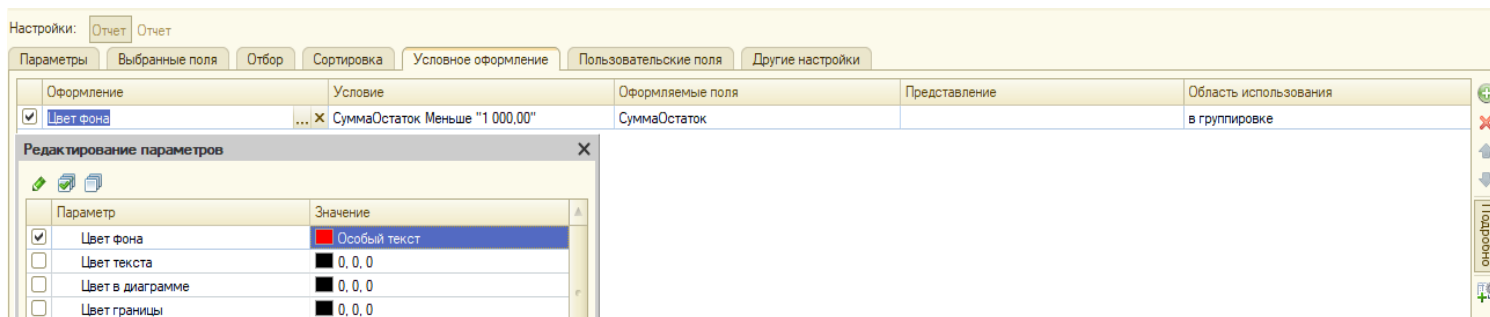 Настройки: Отчет Отчет
Параметры Выбранные поля Отбор Сортировка Условное оформление Пользовательские поля Другие настройки
Оформление Условие Оформляемые поля Представление Область использования
Цвет фона ... СуммаОстаток Меньше "1 000,00" СуммаОстаток в группировке
Редактирование параметров
Параметр Значение
Цвет фона Особый текст
Цвет текста 0, 0, 0
Цвет в диаграмме 0, 0, 0
Цвет границы 0, 0, 0
Подробно